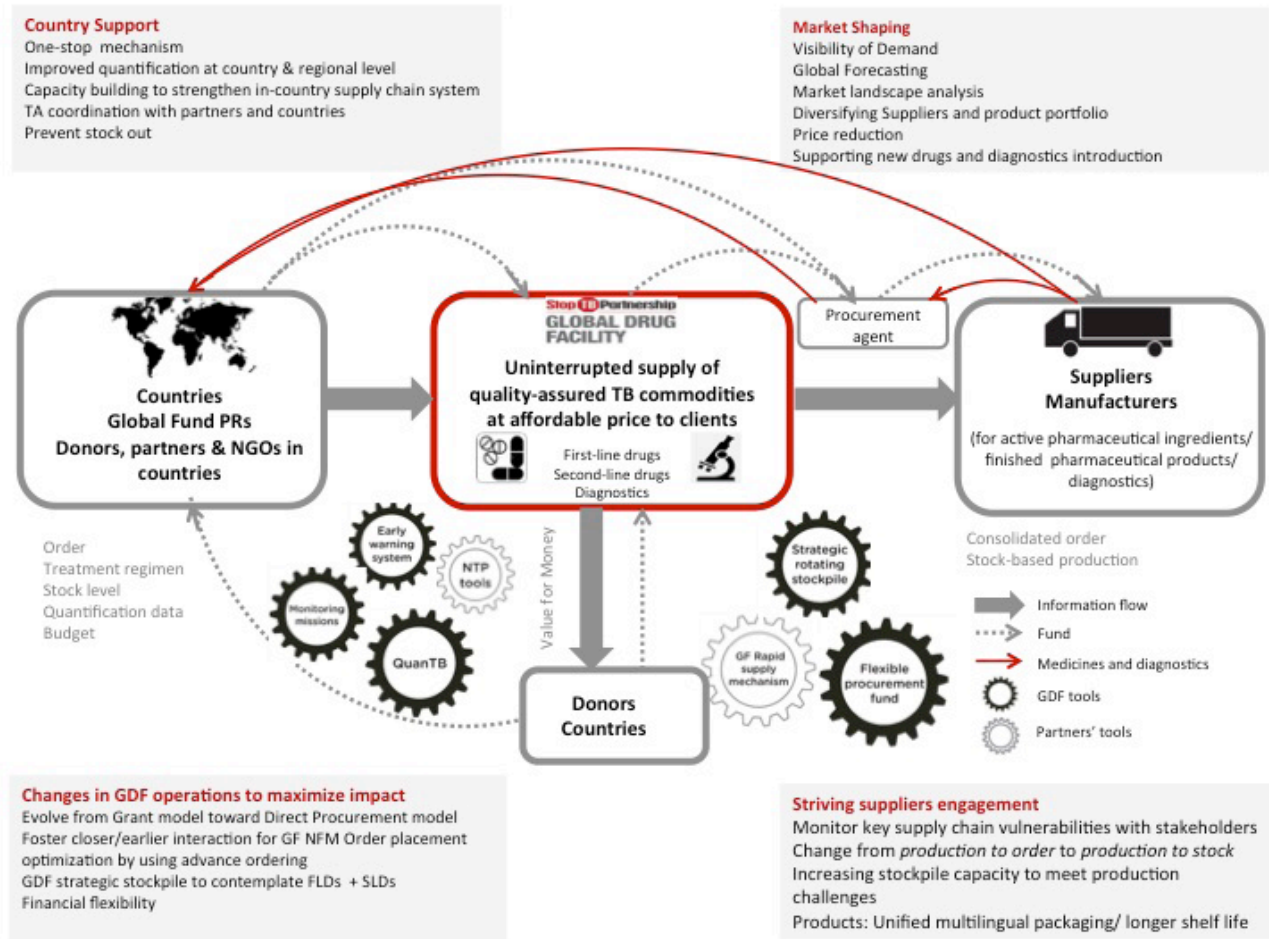 Country Support
One-stop mechanism
Improved quantification at country & regional level
Capacity building to strengthen in-country supply chain system
TA coordination with partners and countries
Prevent stock out
Market Shaping
Visibility of Demand
Global Forecasting
Market landscape analysis
Diversifying Suppliers and product portfolio
Price reduction
Supporting new drugs and diagnostics introduction
Countries
Global Fund PRs
Donors, partners & NGOs in
countries
Stop TB Partnership
GLOBAL DRUG
FACILITY
Uninterrupted supply of
quality-assured TB commodities
at affordable price to clients
First-line drugs
Second-line drugs
Diagnostics
Procurement
agent
Suppliers
Manufacturers
(for active pharmaceutical ingredients/
finished pharmaceutical products/
diagnostics)
Order
Treatment regimen
Stock level
Quantification data
Budget
Early
warning
system
NTP
tools
Monitoring
missions
QuanTB
Value for Money
Strategic
rotating
stockpile
GF Rapid
supply
mechanism
Flexible
procurement
fund
Donors
Countries
Consolidated order
Stock-based production
Information flow
Fund
Medicines and diagnostics
GDF tools
Partners' tools
Changes in GDF operations to maximize impact
Evolve from Grant model toward Direct Procurement model
Foster closer/earlier interaction for GF NFM Order placement
optimization by using advance ordering
GDF strategic stockpile to contemplate FLDs + SLDs
Financial flexibility
Striving suppliers engagement
Monitor key supply chain vulnerabilities with stakeholders
Change from production to order to production to stock
Increasing stockpile capacity to meet production
challenges
Products: Unified multilingual packaging/ longer shelf life